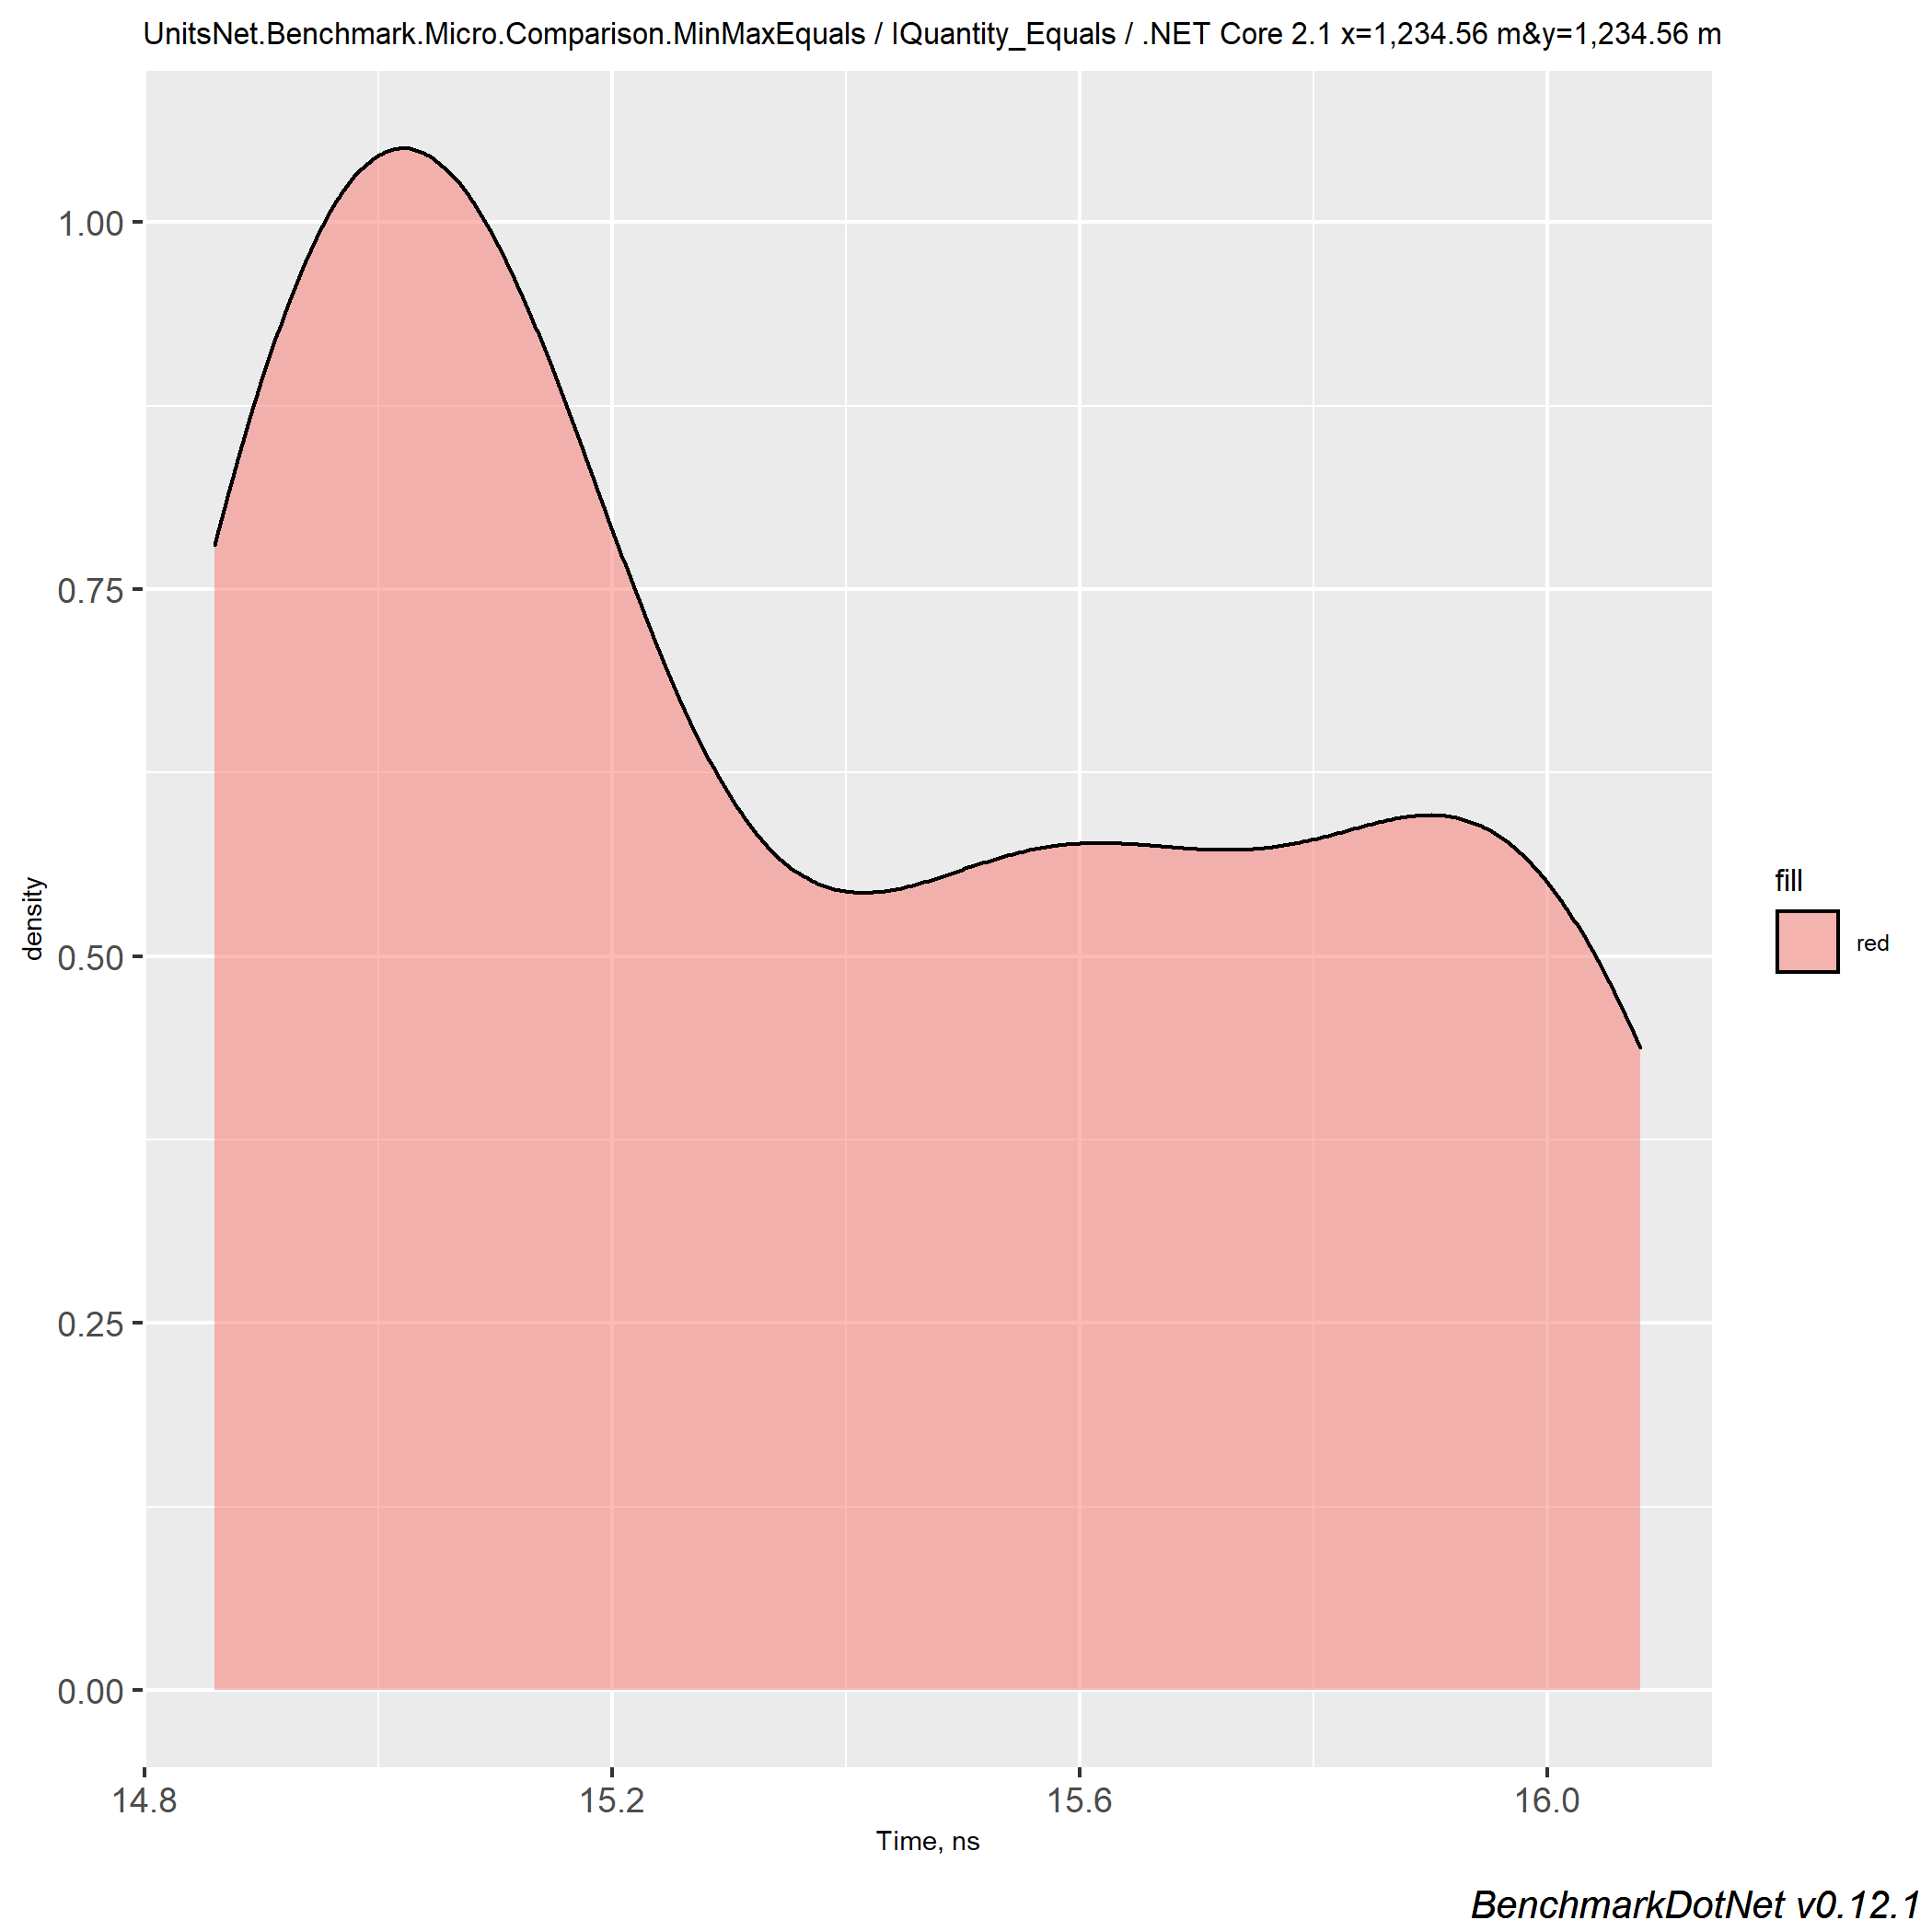 UnitsNet.Benchmark.Micro.Comparison.MinMaxEquals / IQuantity_Equals / .NET Core 2.1 x=1,234.56 m&y=1,234.56 m
1.00
0.75
0.50
0.25
0.00
density
14.8 15.2 15.6 16.0
Time, ns
fill
red
BenchmarkDotNet v0.12.1